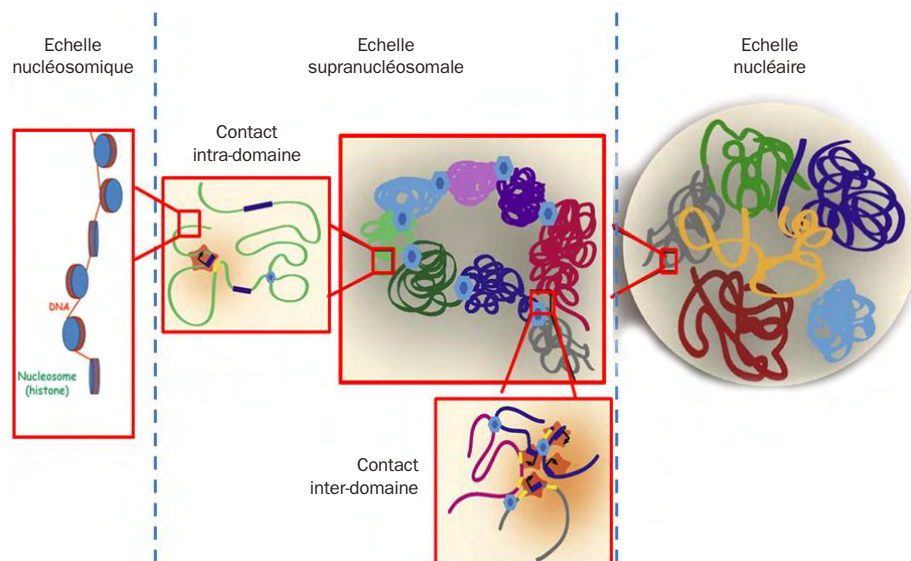 Echelle
nucléosomique
Echelle
supranucléosomale
Echelle
nucléaire
Contact
intra-domaine
DNA
Nucleosome
(histone)
Contact
inter-domaine